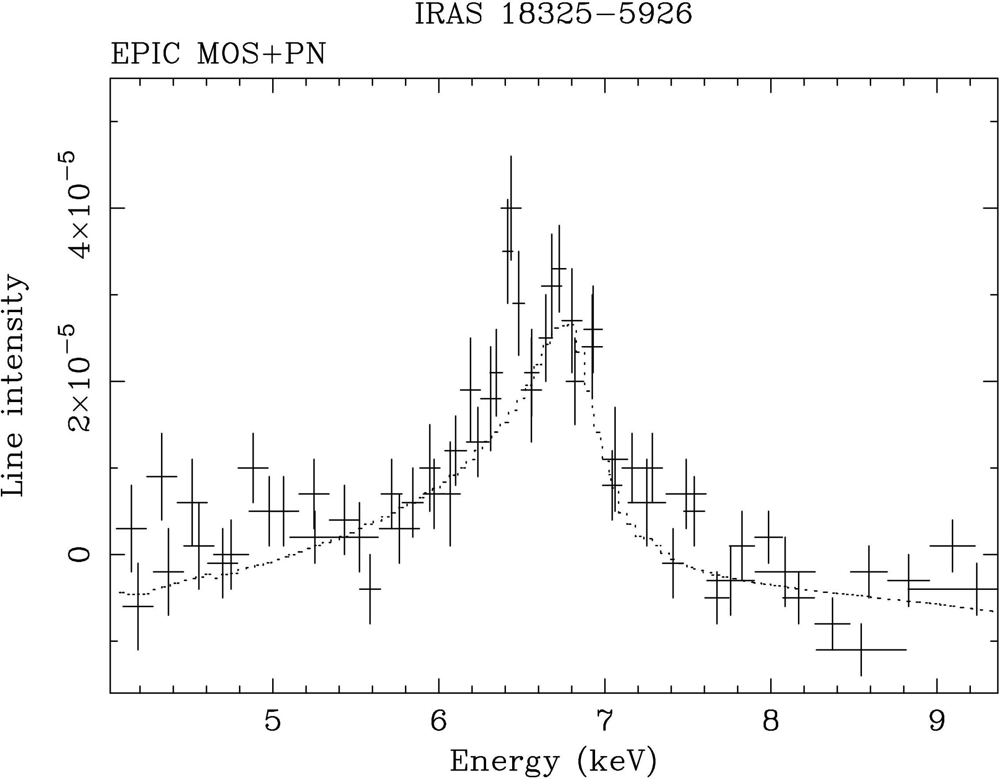 IRAS 18325−5926
EPIC MOS+PN
Line intensity
4×10⁻⁵
2×10⁻⁵
0
5 6 7 8 9
Energy (keV)